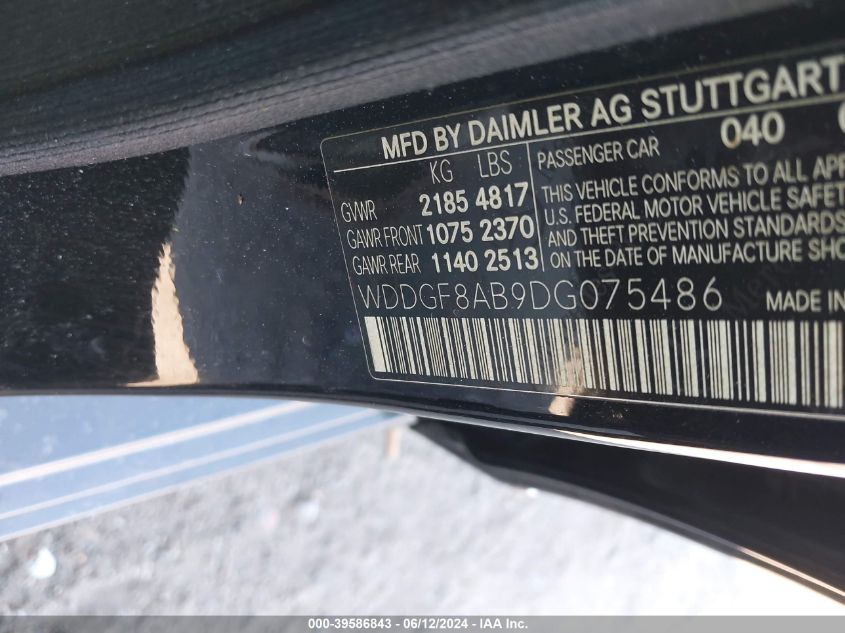 MFD BY DAIMLER AG STUTTGART
KG LBS
GVWR 2185 4817
GAWR FRONT 1075 2370
GAWR REAR 1140 2513
PASSENGER CAR 040
THIS VEHICLE CONFORMS TO ALL
U.S. FEDERAL MOTOR VEHICLE SAFET
AND THEFT PREVENTION STANDARDS
ON THE DATE OF MANUFACTURE SHO
WDDGF8AB9DG075486 MADE IN
000-39586843 - 06/12/2024 - IAA Inc.